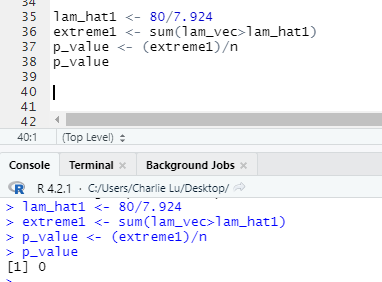 34
35 lam_hat1 <- 80/7.924
36 extreme1 <- sum(lam_vec>lam_hat1)
37 p_value <- (extreme1)/n
38 p_value
39
40
41
42
40:1 (Top Level)
Console Terminal × Background Jobs ×
R 4.2.1 · C:/Users/Charlie Lu/Desktop/
> lam_hat1 <- 80/7.924
> extreme1 <- sum(lam_vec>lam_hat1)
> p_value <- (extreme1)/n
> p_value
[1] 0
>